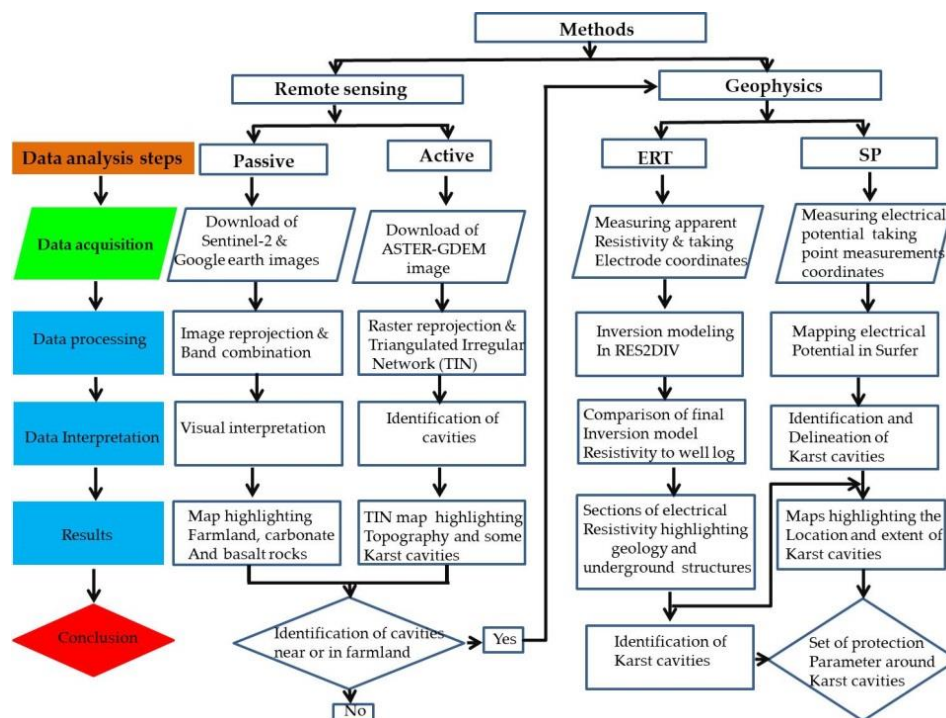 Methods
Remote sensing
Geophysics
Data analysis steps
Passive
Active
ERT
SP
Data acquisition
Download of
Sentinel-2 &
Google earth images
Download of
ASTER-GDEM
image
Measuring apparent
Resistivity & taking
Electrode coordinates
Measuring electrical
potential taking
point measurements
coordinates
Data processing
Image reprojection &
Band combination
Raster reprojection &
Triangulated Irregular
Network (TIN)
Inversion modeling
In RES2DIV
Mapping electrical
Potential in Surfer
Data Interpretation
Visual interpretation
Identification of
cavities
Comparison of final
Inversion model
Resistivity to well log
Identification and
Delineation of
Karst cavities
Results
Map highlighting
Farmland, carbonate
And basalt rocks
TIN map highlighting
Topography and some
Karst cavities
Sections of electrical
Resistivity highlighting
geology and
underground structures
Maps highlighting the
Location and extent of
Karst cavities
Conclusion
Identification of cavities
near or in farmland
Yes
No
Identification of
Karst cavities
Set of protection
Parameter around
Karst cavities